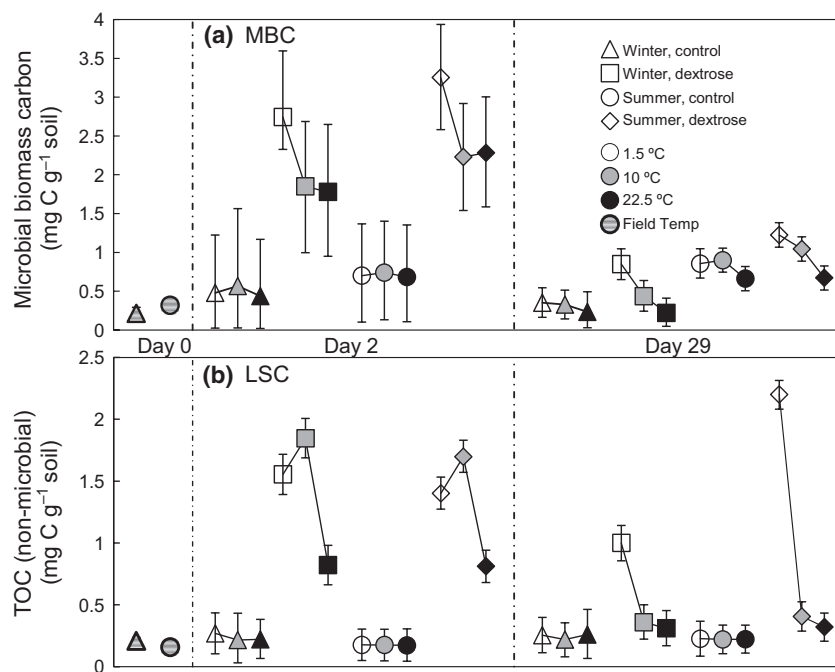 4
3.5
3
2.5
2
1.5
1
0.5
0
Microbial biomass carbon
(mg C g⁻¹ soil)
(a) MBC
Winter, control
Winter, dextrose
Summer, control
Summer, dextrose
1.5 ºC
10 ºC
22.5 ºC
Field Temp
Day 0
Day 2
Day 29
2.5
2
1.5
1
0.5
0
TOC (non-microbial)
(mg C g⁻¹ soil)
(b) LSC